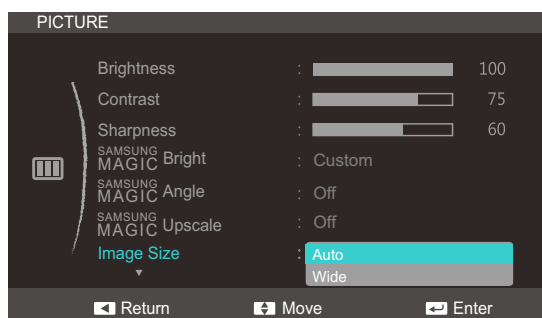 PICTURE
Brightness : 100
Contrast : 75
Sharpness : 60
SAMSUNG MAGIC Bright : Custom
SAMSUNG MAGIC Angle : Off
SAMSUNG MAGIC Upscale : Off
Image Size : Auto
Wide
Return Move Enter